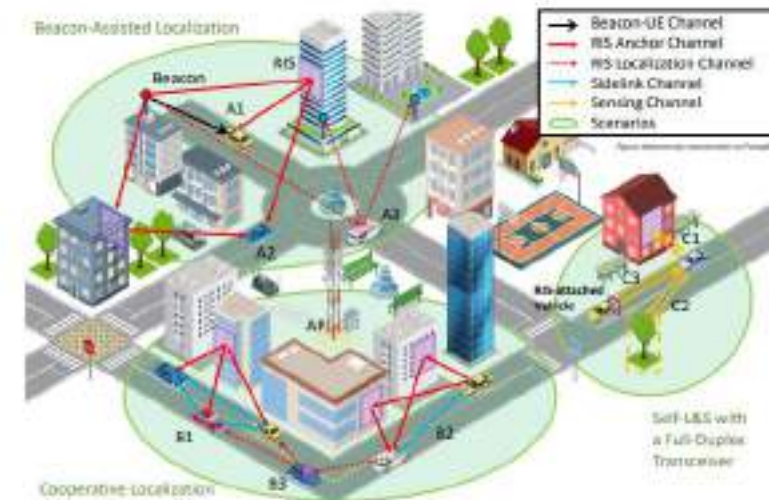 Beacon-Assisted Localization
Beacon-UE Channel
RIS Anchor Channel
RIS Localization Channel
Sidelink Channel
Sensing Channel
Scenarios
RIS
Beacon
A1
A2
A3
A4
C1
C3
C2
RIS-attached
Vehicle
B1
B2
B3
Self-L&S with
a Full-Duplex
Transceiver
Cooperative Localization